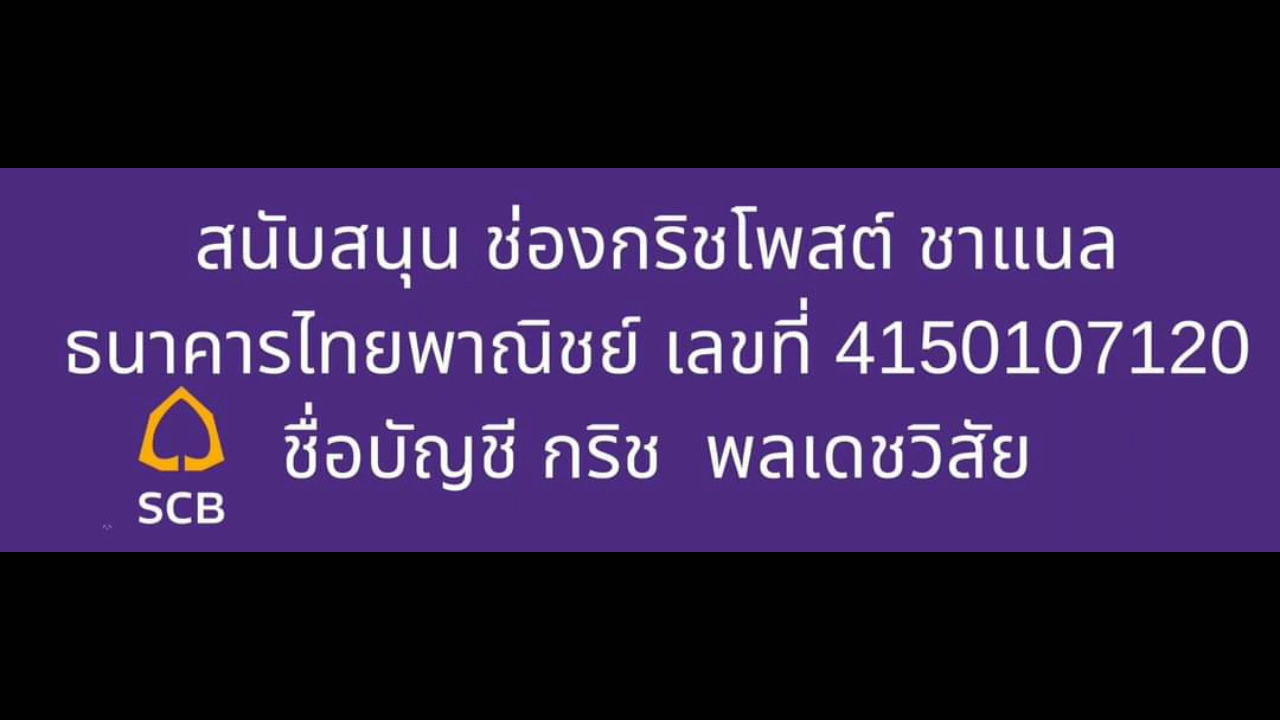 สนับสนุน ช่องกริชโพสต์ ชาแนล
ธนาคารไทยพาณิชย์ เลขที่ 4150107120
ชื่อบัญชี กริช พลเดชวิสัย
SCB